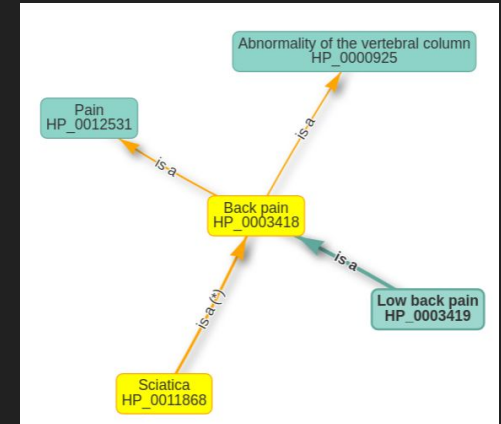 Abnormality of the vertebral column
HP_0000925
Pain
HP_0012531
is a
is a
Back pain
HP_0003418
is a
Low back pain
HP_0003419
is a (*)
Sciatica
HP_0011868